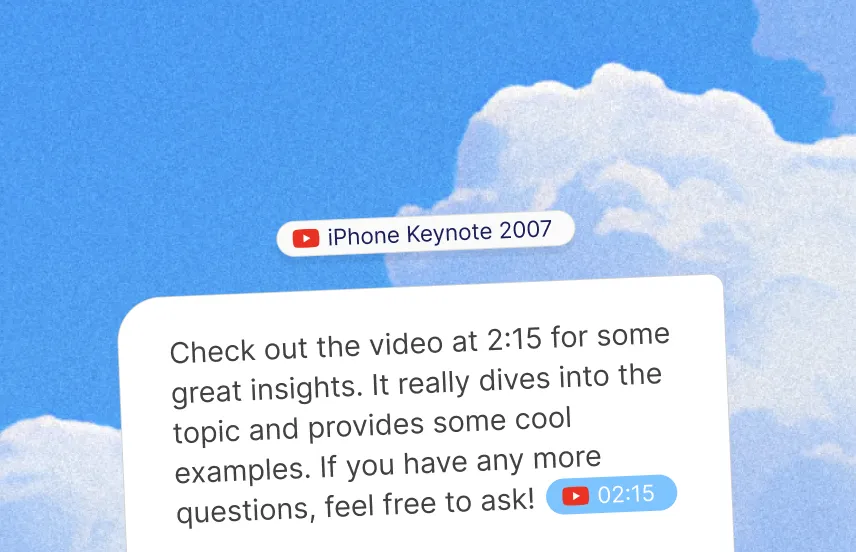 iPhone Keynote 2007
Check out the video at 2:15 for some
great insights. It really dives into the
topic and provides some cool
examples. If you have any more
questions, feel free to ask! 02:15